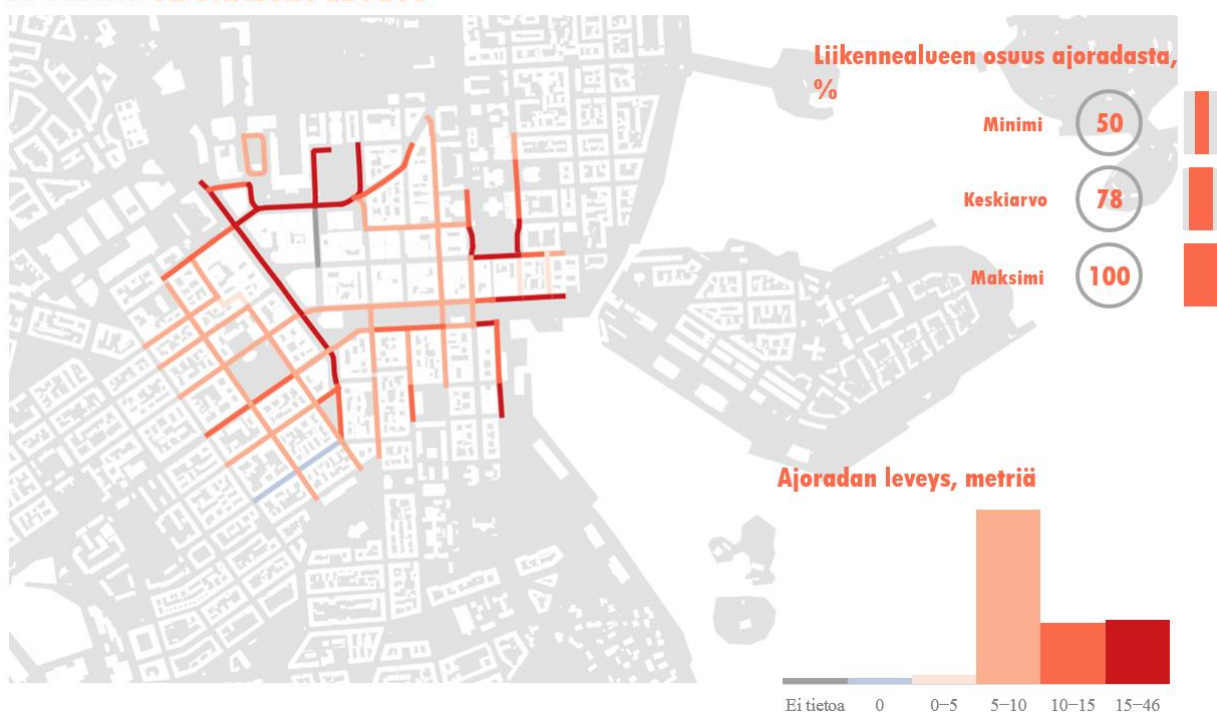 Liikennealueen osuus ajoradasta,
%
Minimi 50
Keskiarvo 78
Maksimi 100
Ajoradan leveys, metriä
Ei tietoa 0 0–5 5–10 10–15 15–46